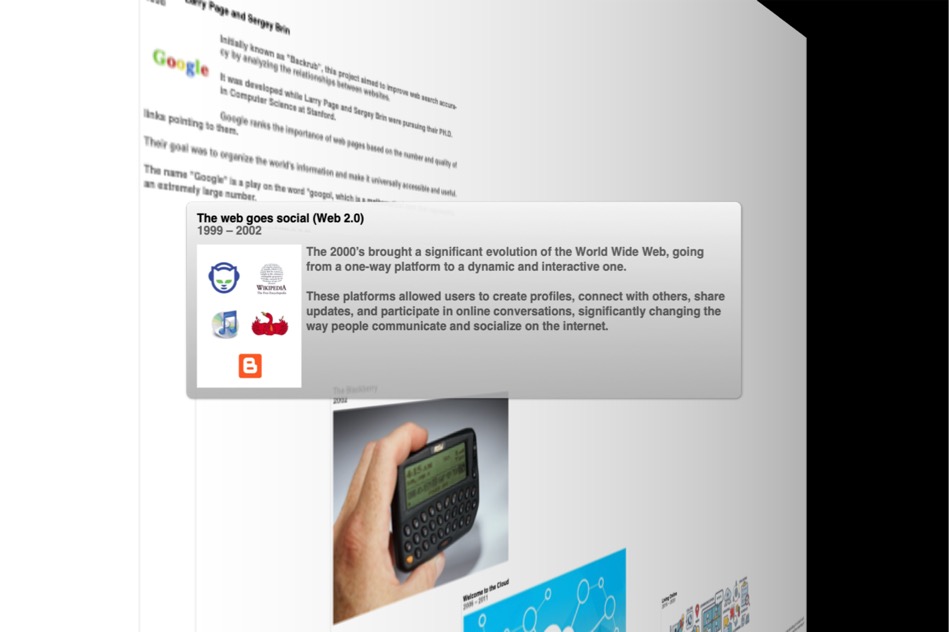 Larry Page and Sergey Brin
Google
Initially known as "Backrub", this project aimed to improve web search accura-
cy by analyzing the relationships between websites.
It was developed while Larry Page and Sergey Brin were pursuing their PH.D.
in Computer Science at Stanford.
Google ranks the importance of web pages based on the number and quality of
links pointing to them.
Their goal was to organize the world's information and make it universally accessible and useful.
The name "Google" is a play on the word "googol, which is a
an extremely large number.
The web goes social (Web 2.0)
1999 – 2002
The 2000's brought a significant evolution of the World Wide Web, going
from a one-way platform to a dynamic and interactive one.
WIKIPEDIA
The Free Encyclopedia
These platforms allowed users to create profiles, connect with others, share
updates, and participate in online conversations, significantly changing the
way people communicate and socialize on the internet.
The Blackberry
2002
Welcome to the Cloud
2006 – 2011
Living Online